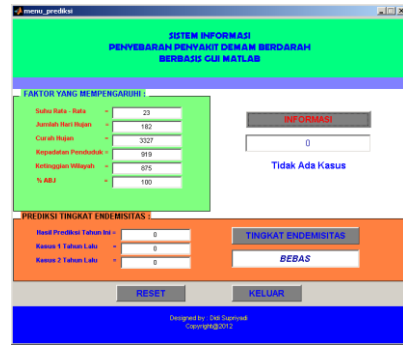 menu_prediksi
SISTEM INFORMASI
PENYEBARAN PENYAKIT DEMAM BERDARAH
BERBASIS GUI MATLAB
FAKTOR YANG MEMPENGARUHI :
Suhu Rata - Rata = 23
Jumlah Hari Hujan = 182
Curah Hujan = 3327
Kepadatan Penduduk = 919
Ketinggian Wilayah = 875
% ABJ = 100
INFORMASI
0
Tidak Ada Kasus
PREDIKSI TINGKAT ENDEMISITAS :
Hasil Prediksi Tahun Ini = 0
Kasus 1 Tahun Lalu = 0
Kasus 2 Tahun Lalu = 0
TINGKAT ENDEMISITAS
BEBAS
RESET
KELUAR
Designed by : Didi Supriyadi
Copyright@2012